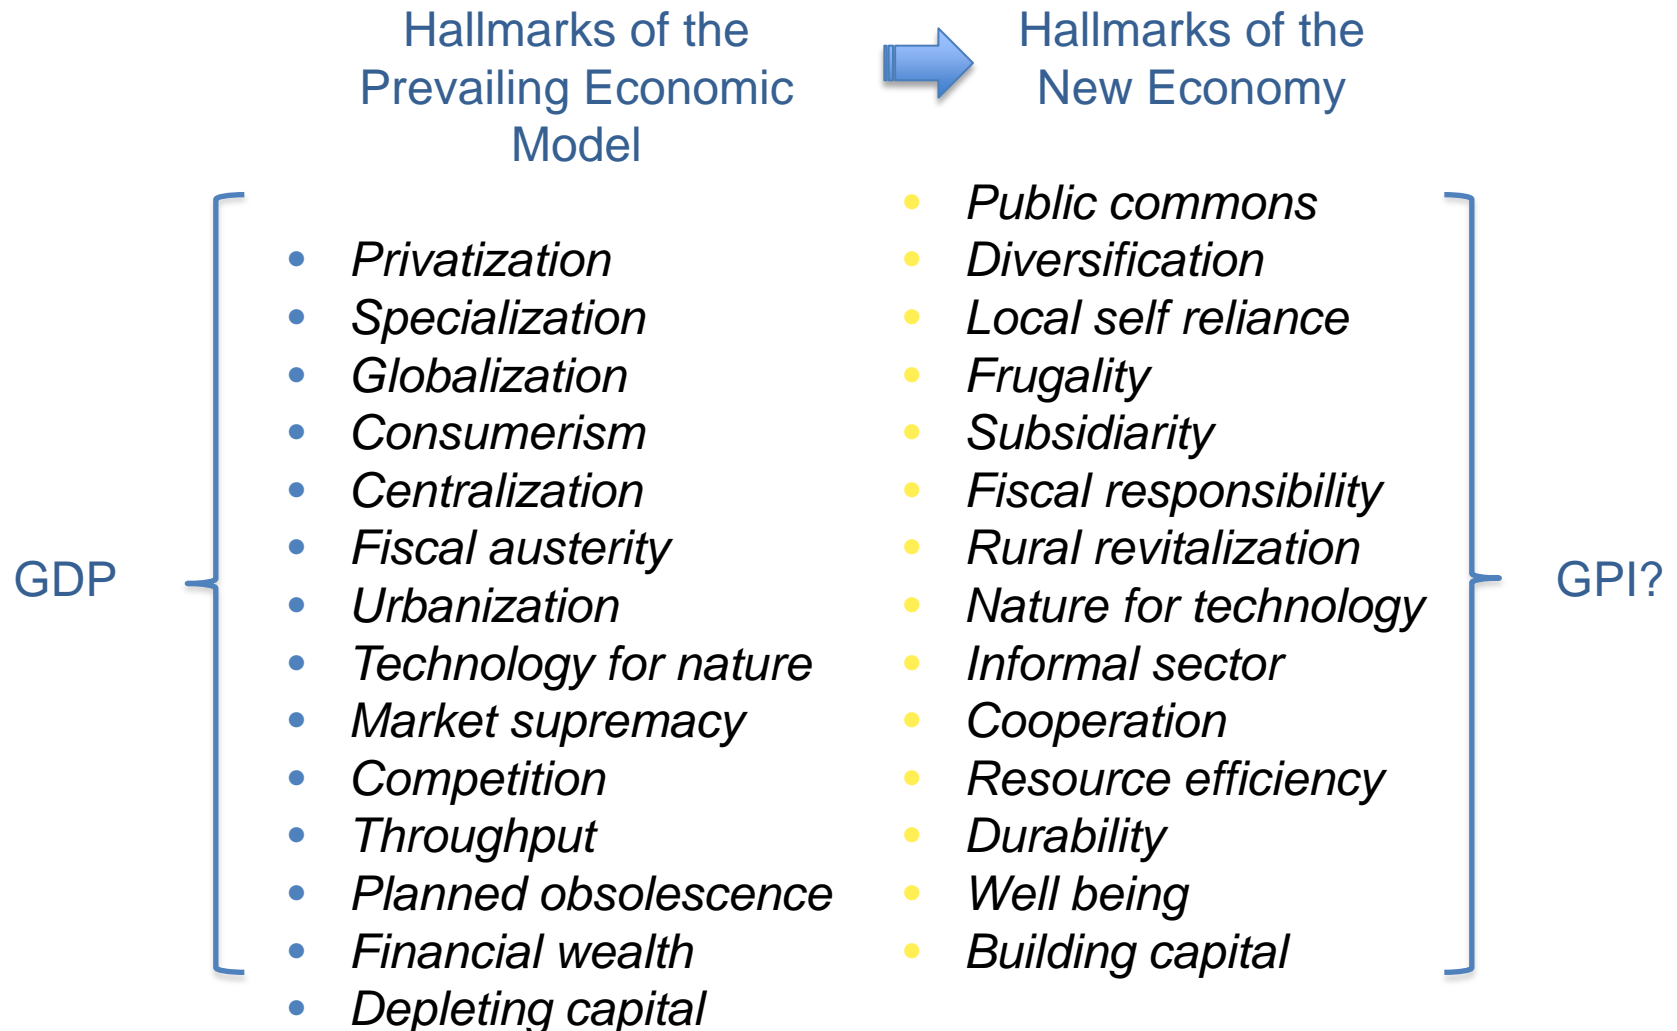 Hallmarks of the
Prevailing Economic
Model
Hallmarks of the
New Economy
GDP
• Privatization
• Specialization
• Globalization
• Consumerism
• Centralization
• Fiscal austerity
• Urbanization
• Technology for nature
• Market supremacy
• Competition
• Throughput
• Planned obsolescence
• Financial wealth
• Depleting capital
• Public commons
• Diversification
• Local self reliance
• Frugality
• Subsidiarity
• Fiscal responsibility
• Rural revitalization
• Nature for technology
• Informal sector
• Cooperation
• Resource efficiency
• Durability
• Well being
• Building capital
GPI?